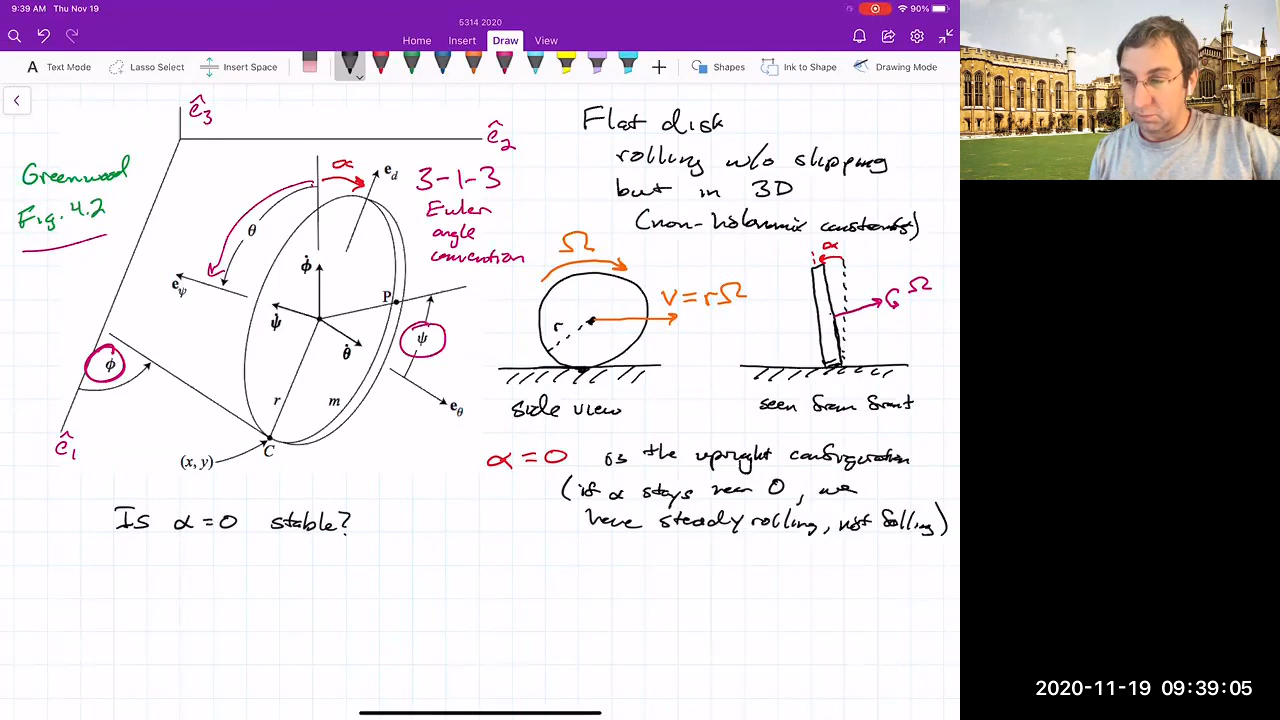 9:39 AM Thu Nov 19
90%
5314 2020
Home Insert Draw View
Text Mode Lasso Select Insert Space Shapes Ink to Shape Drawing Mode
ê3
ê2
ê1
Greenwood
Fig. 4.2
α
e_d
3-1-3
Euler
angle
convention
θ
e_ψ
φ̇
P
ψ̇
θ̇
ψ
φ
r
m
e_θ
(x, y)
C
Flat disk
rolling w/o slipping
but in 3D
(non-holonomic constraints)
Ω
r
V = rΩ
side view
α
Ω
seen from front
α = 0 is the upright configuration
(if α stays near 0, we
have steady rolling, not falling)
Is α = 0 stable?
2020-11-19 09:39:05